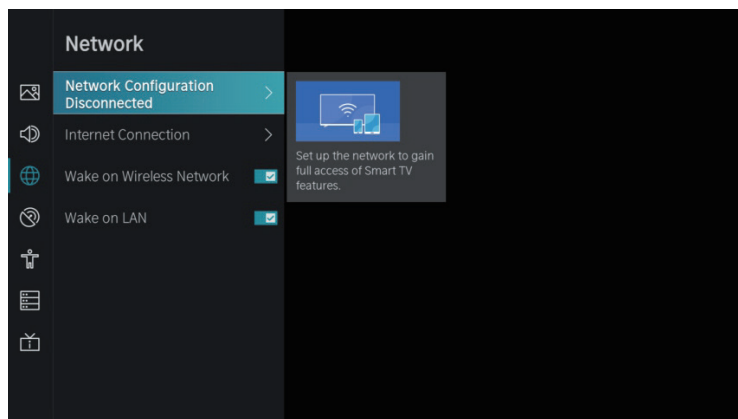 Network
Network Configuration
Disconnected
Internet Connection
Wake on Wireless Network
Wake on LAN
Set up the network to gain
full access of Smart TV
features.